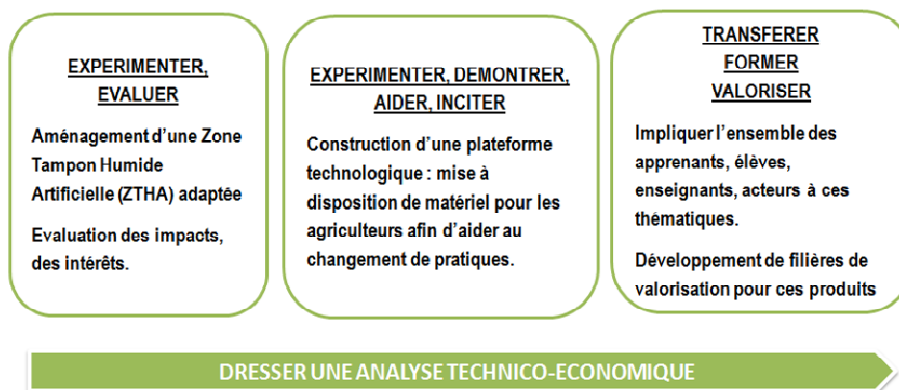 EXPERIMENTER,
EVALUER
Aménagement d'une Zone
Tampon Humide
Artificielle (ZTHA) adaptée
Evaluation des impacts,
des intérêts.
EXPERIMENTER, DEMONTRER,
AIDER, INCITER
Construction d'une plateforme
technologique : mise à
disposition de matériel pour les
agriculteurs afin d'aider au
changement de pratiques.
TRANSFERER
FORMER
VALORISER
Impliquer l'ensemble des
apprenants, élèves,
enseignants, acteurs à ces
thématiques.
Développement de filières de
valorisation pour ces produits
DRESSER UNE ANALYSE TECHNICO-ECONOMIQUE